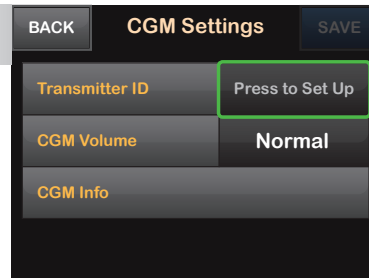 BACK CGM Settings SAVE
Transmitter ID Press to Set Up
CGM Volume Normal
CGM Info